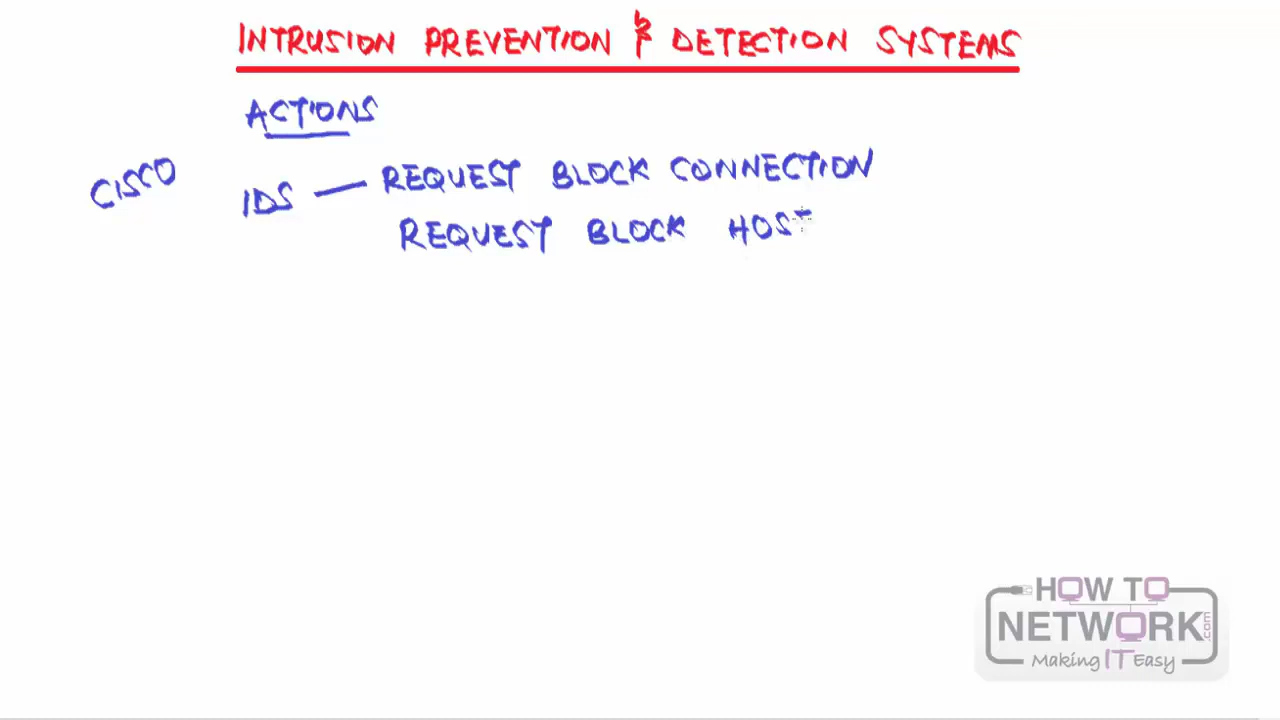 INTRUSION PREVENTION & DETECTION SYSTEMS
ACTIONS
CISCO
IDS — REQUEST BLOCK CONNECTION
REQUEST BLOCK HOST
HOW TO
NETWORK.com
Making IT Easy